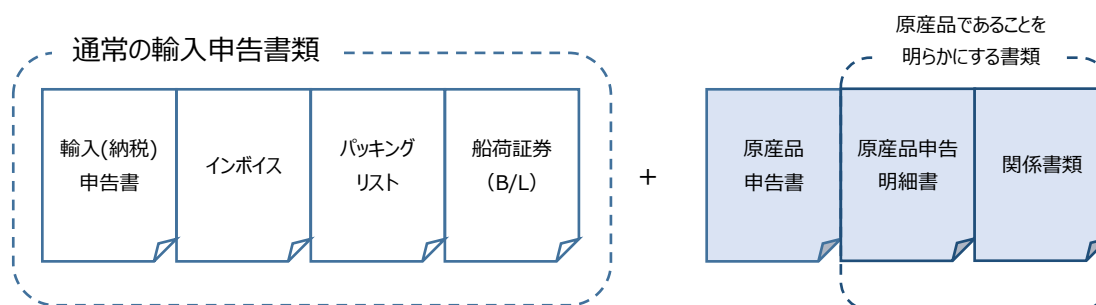 通常の輸入申告書類
輸入(納税)
申告書
インボイス
パッキング
リスト
船荷証券
(B/L)
+
原産品であることを
明らかにする書類
原産品
申告書
原産品申告
明細書
関係書類